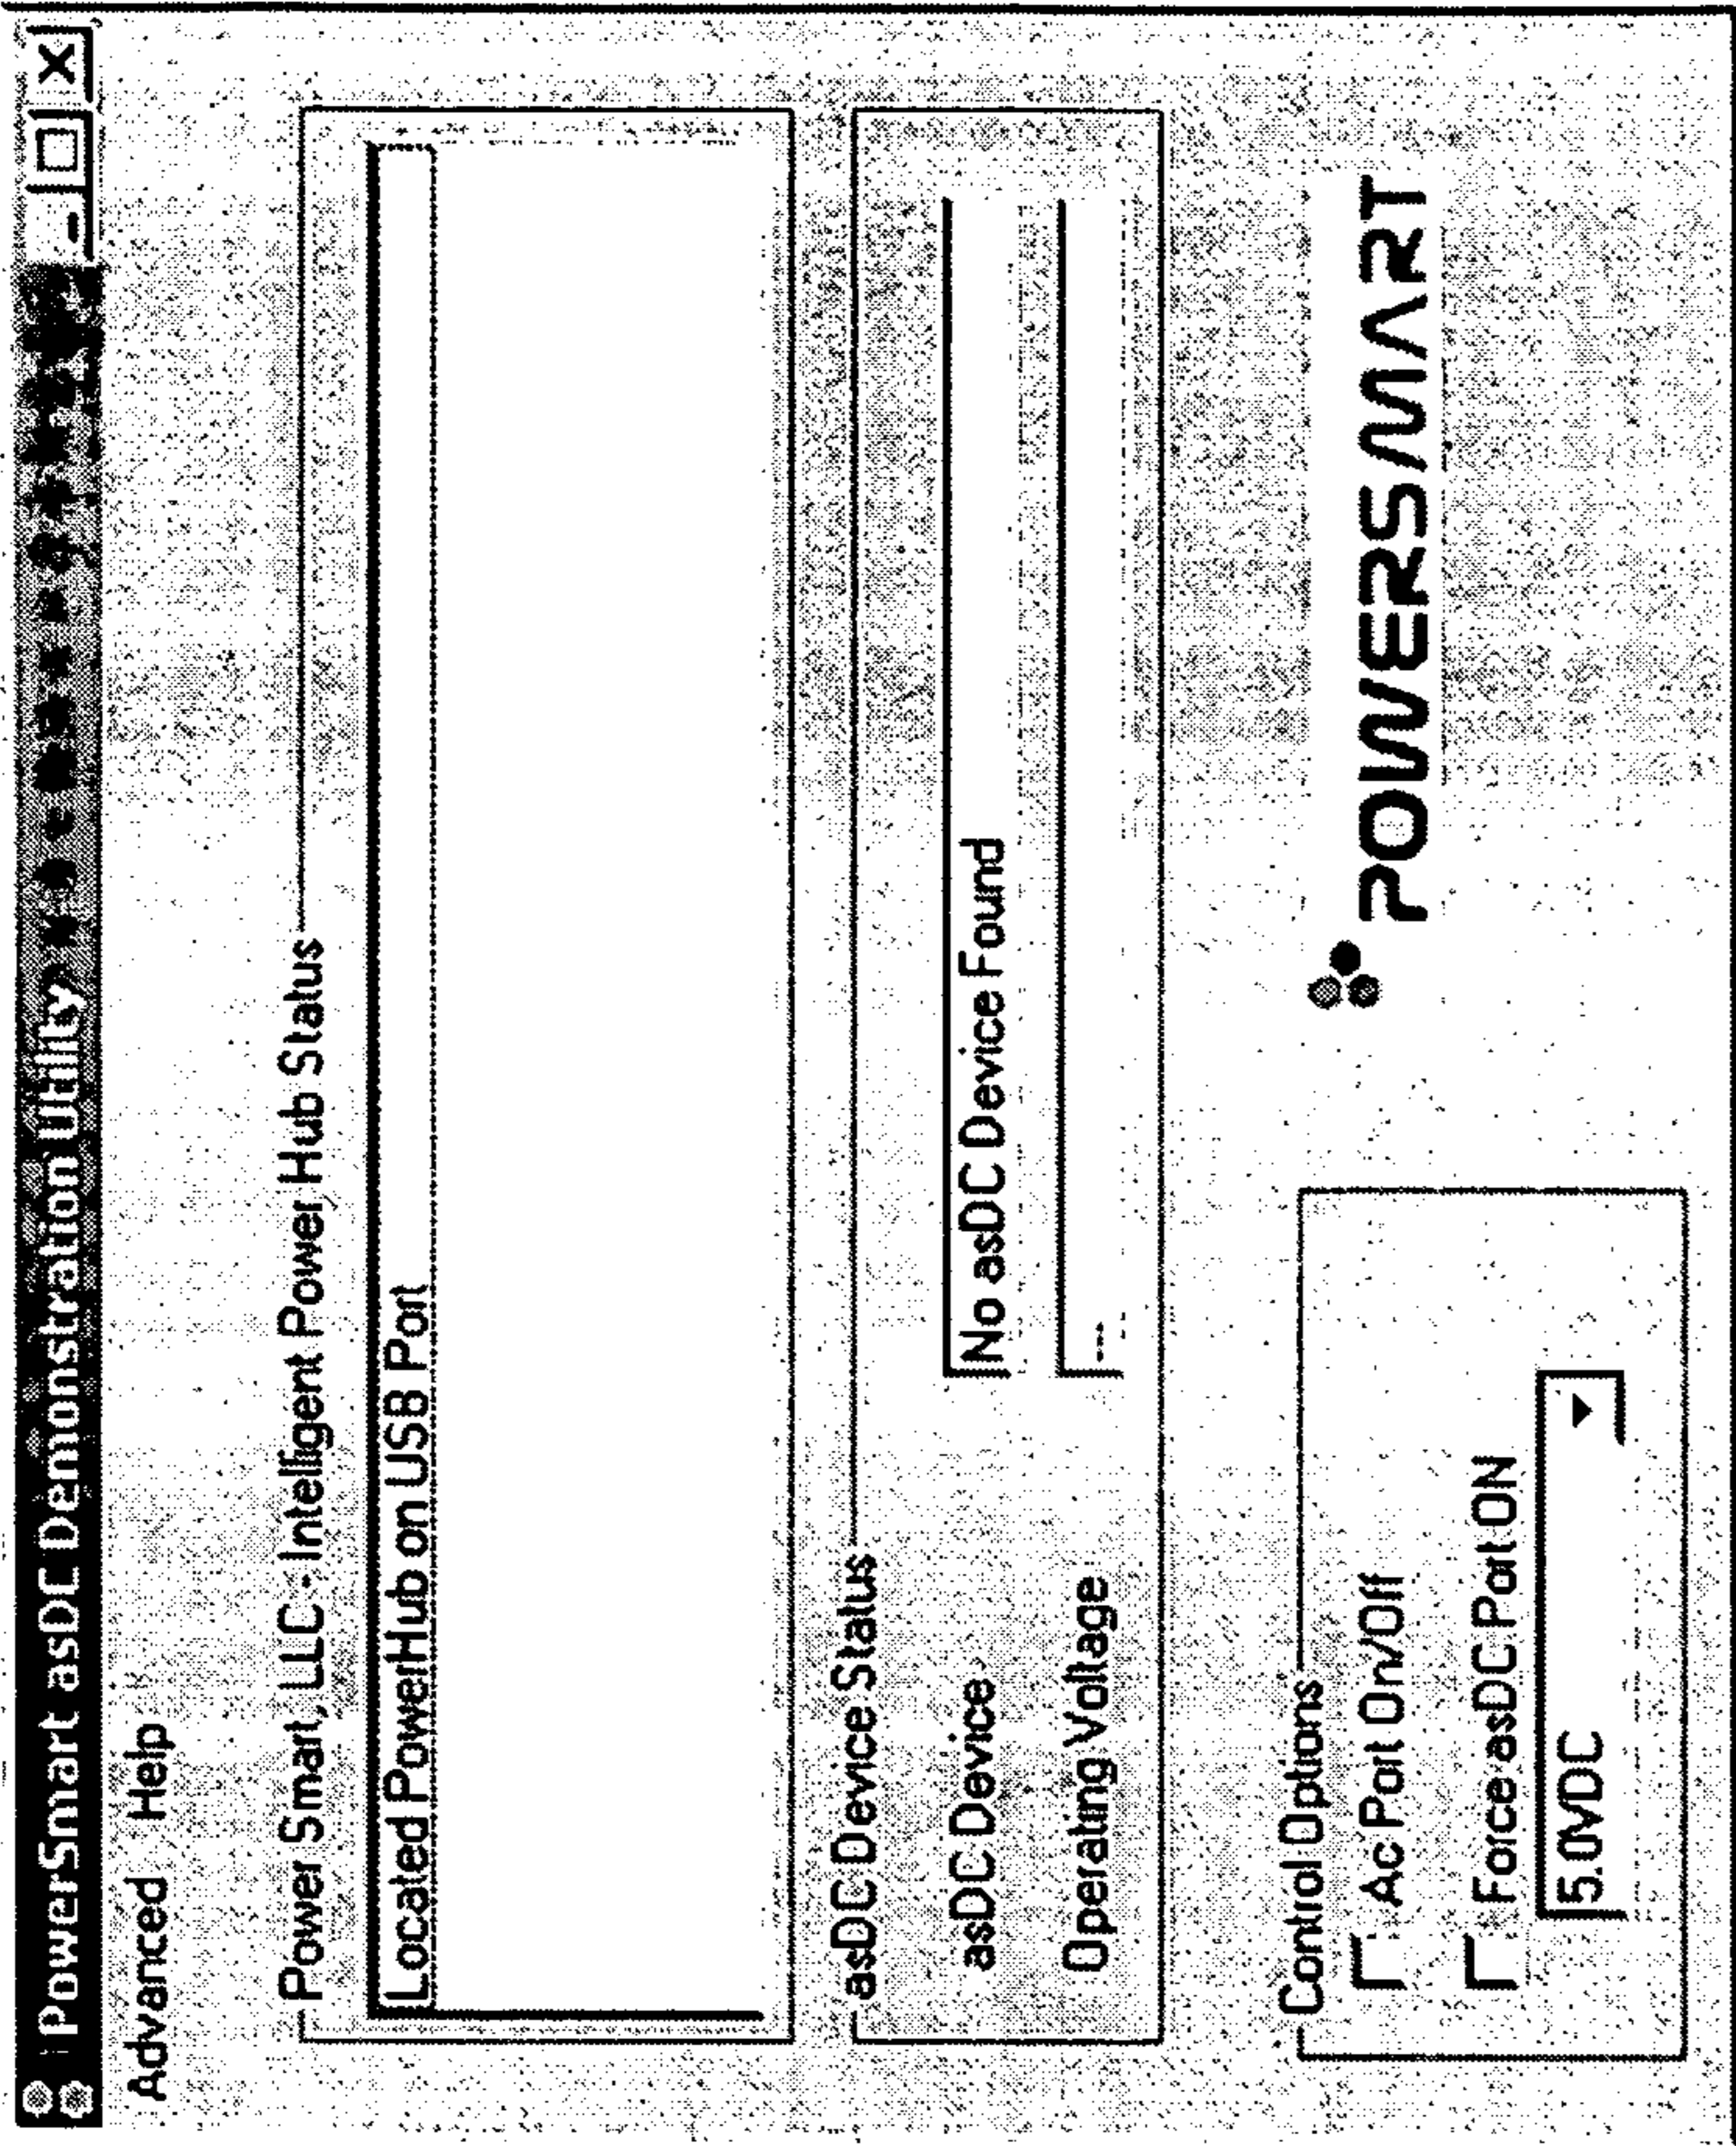 PowerSmart asDC Demonstration Utility
Advanced Help
Power Smart, LLC - Intelligent Power Hub Status
Located PowerHub on USB Port
asDC Device Status
asDC Device No asDC Device Found
Operating Voltage ---
Control Options
Ac Port On/Off
Force asDC Port ON
5.0VDC
POWERSMART